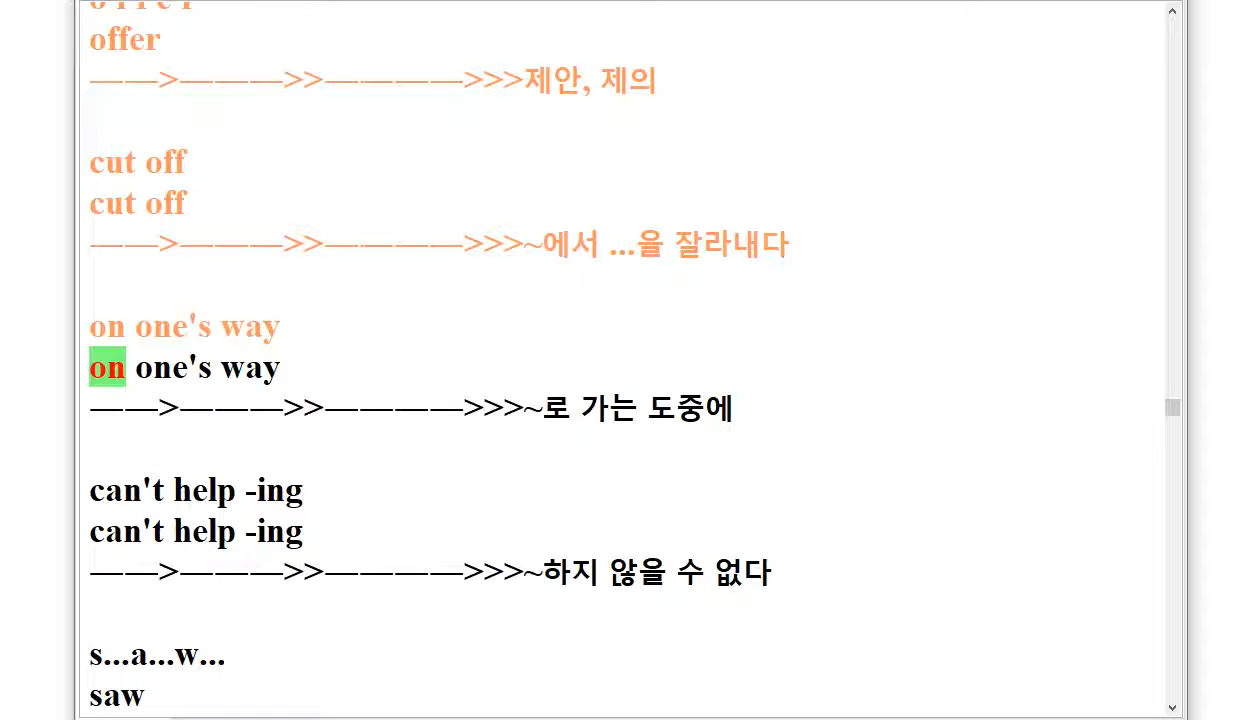 offer
——>———>>————>>>제안, 제의
cut off
cut off
——>———>>————>>>~에서 ...을 잘라내다
on one's way
on one's way
——>———>>————>>>~로 가는 도중에
can't help -ing
can't help -ing
——>———>>————>>>~하지 않을 수 없다
s...a...w...
saw